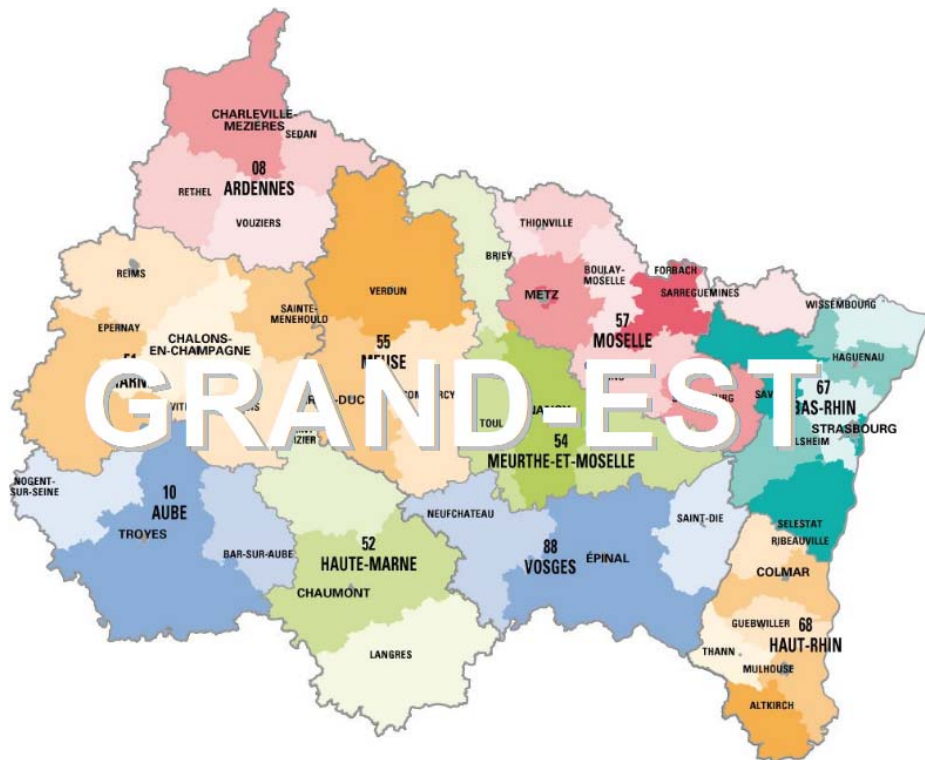 CHARLEVILLE-
MEZIERES
SEDAN
08
ARDENNES
RETHEL
VOUZIERS
THIONVILLE
BRIEY
REIMS
BOULAY-
MOSELLE
FORBACH
SARREGUEMINES
METZ
VERDUN
SAINTE-
MENEHOULD
WISSEMBOURG
EPERNAY
57
MOSELLE
CHALONS-
EN-CHAMPAGNE
55
MEUSE
HAGUENAU
GRAND-EST
67
BAS-RHIN
TOUL
STRASBOURG
54
MEURTHE-ET-MOSELLE
NOGENT-
SUR-SEINE
10
AUBE
TROYES
NEUFCHATEAU
SAINT-DIE
SELESTAT
RIBEAUVILLE
BAR-SUR-AUBE
52
HAUTE-MARNE
88
VOSGES
ÉPINAL
COLMAR
CHAUMONT
GUEBWILLER
68
HAUT-RHIN
LANGRES
THANN
MULHOUSE
ALTKIRCH